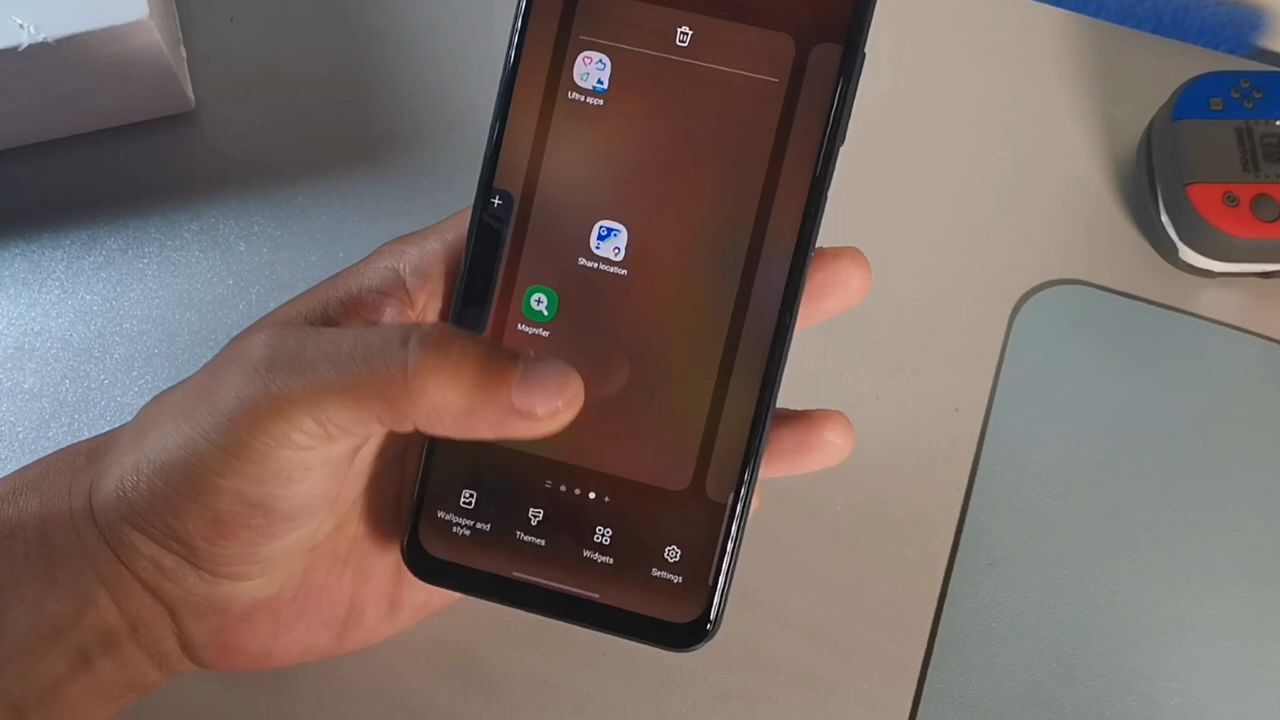 Ultra apps
Share location
Magnifier
Wallpaper and
style
Themes
Widgets
Settings